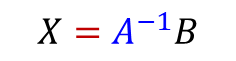 X = A⁻¹B